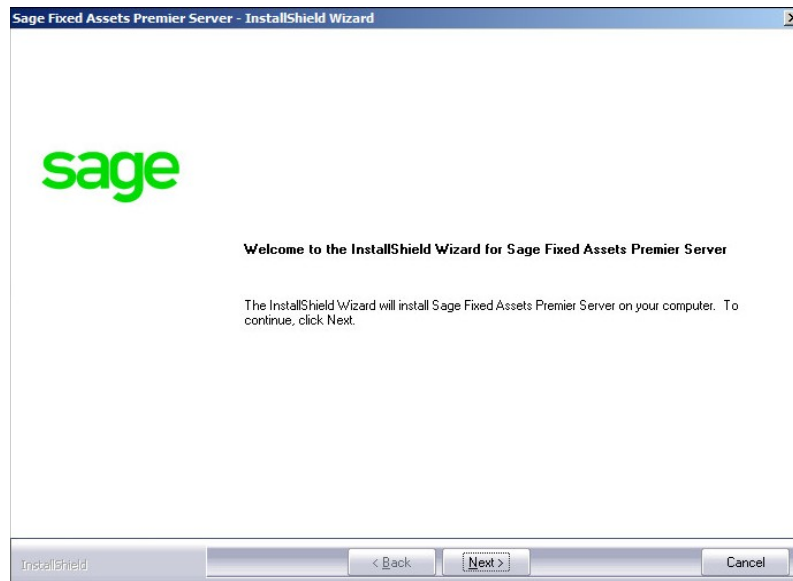 Sage Fixed Assets Premier Server - InstallShield Wizard
sage
Welcome to the InstallShield Wizard for Sage Fixed Assets Premier Server
The InstallShield Wizard will install Sage Fixed Assets Premier Server on your computer. To
continue, click Next.
InstallShield
< Back
Next >
Cancel